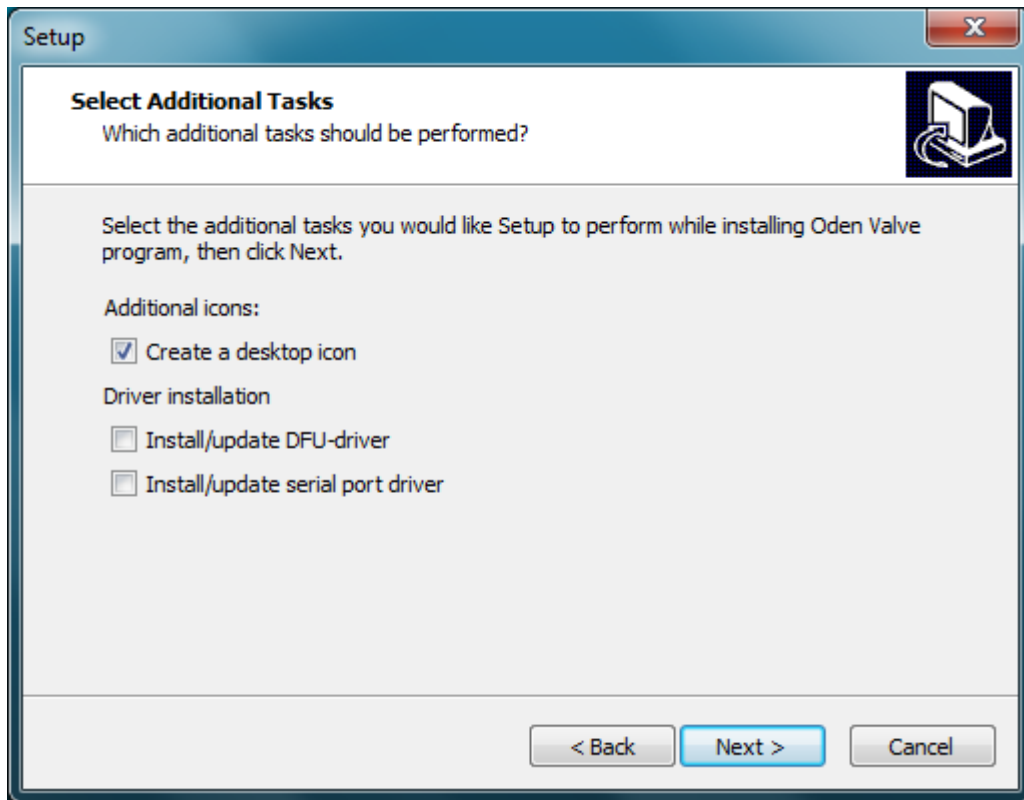 Setup
Select Additional Tasks
Which additional tasks should be performed?
Select the additional tasks you would like Setup to perform while installing Oden Valve
program, then click Next.
Additional icons:
Create a desktop icon
Driver installation
Install/update DFU-driver
Install/update serial port driver
< Back Next > Cancel